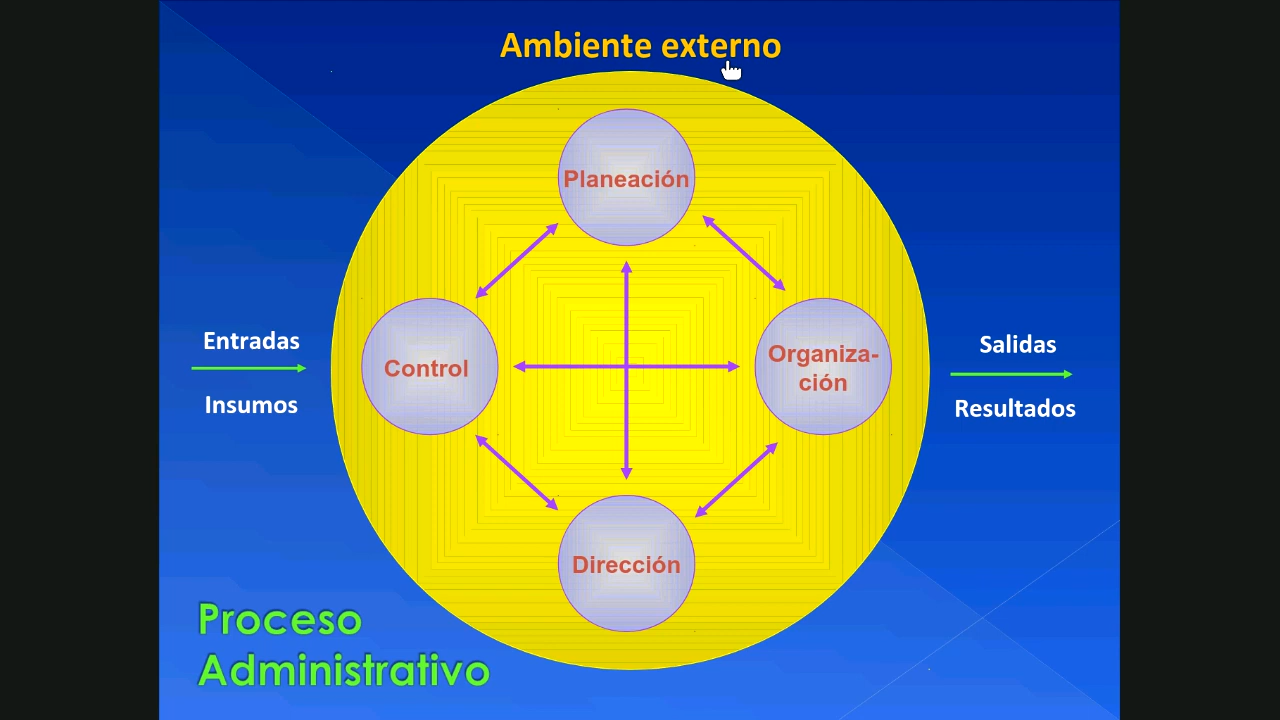 Ambiente externo
Planeación
Entradas
Insumos
Control
Organiza-
ción
Salidas
Resultados
Dirección
Proceso
Administrativo